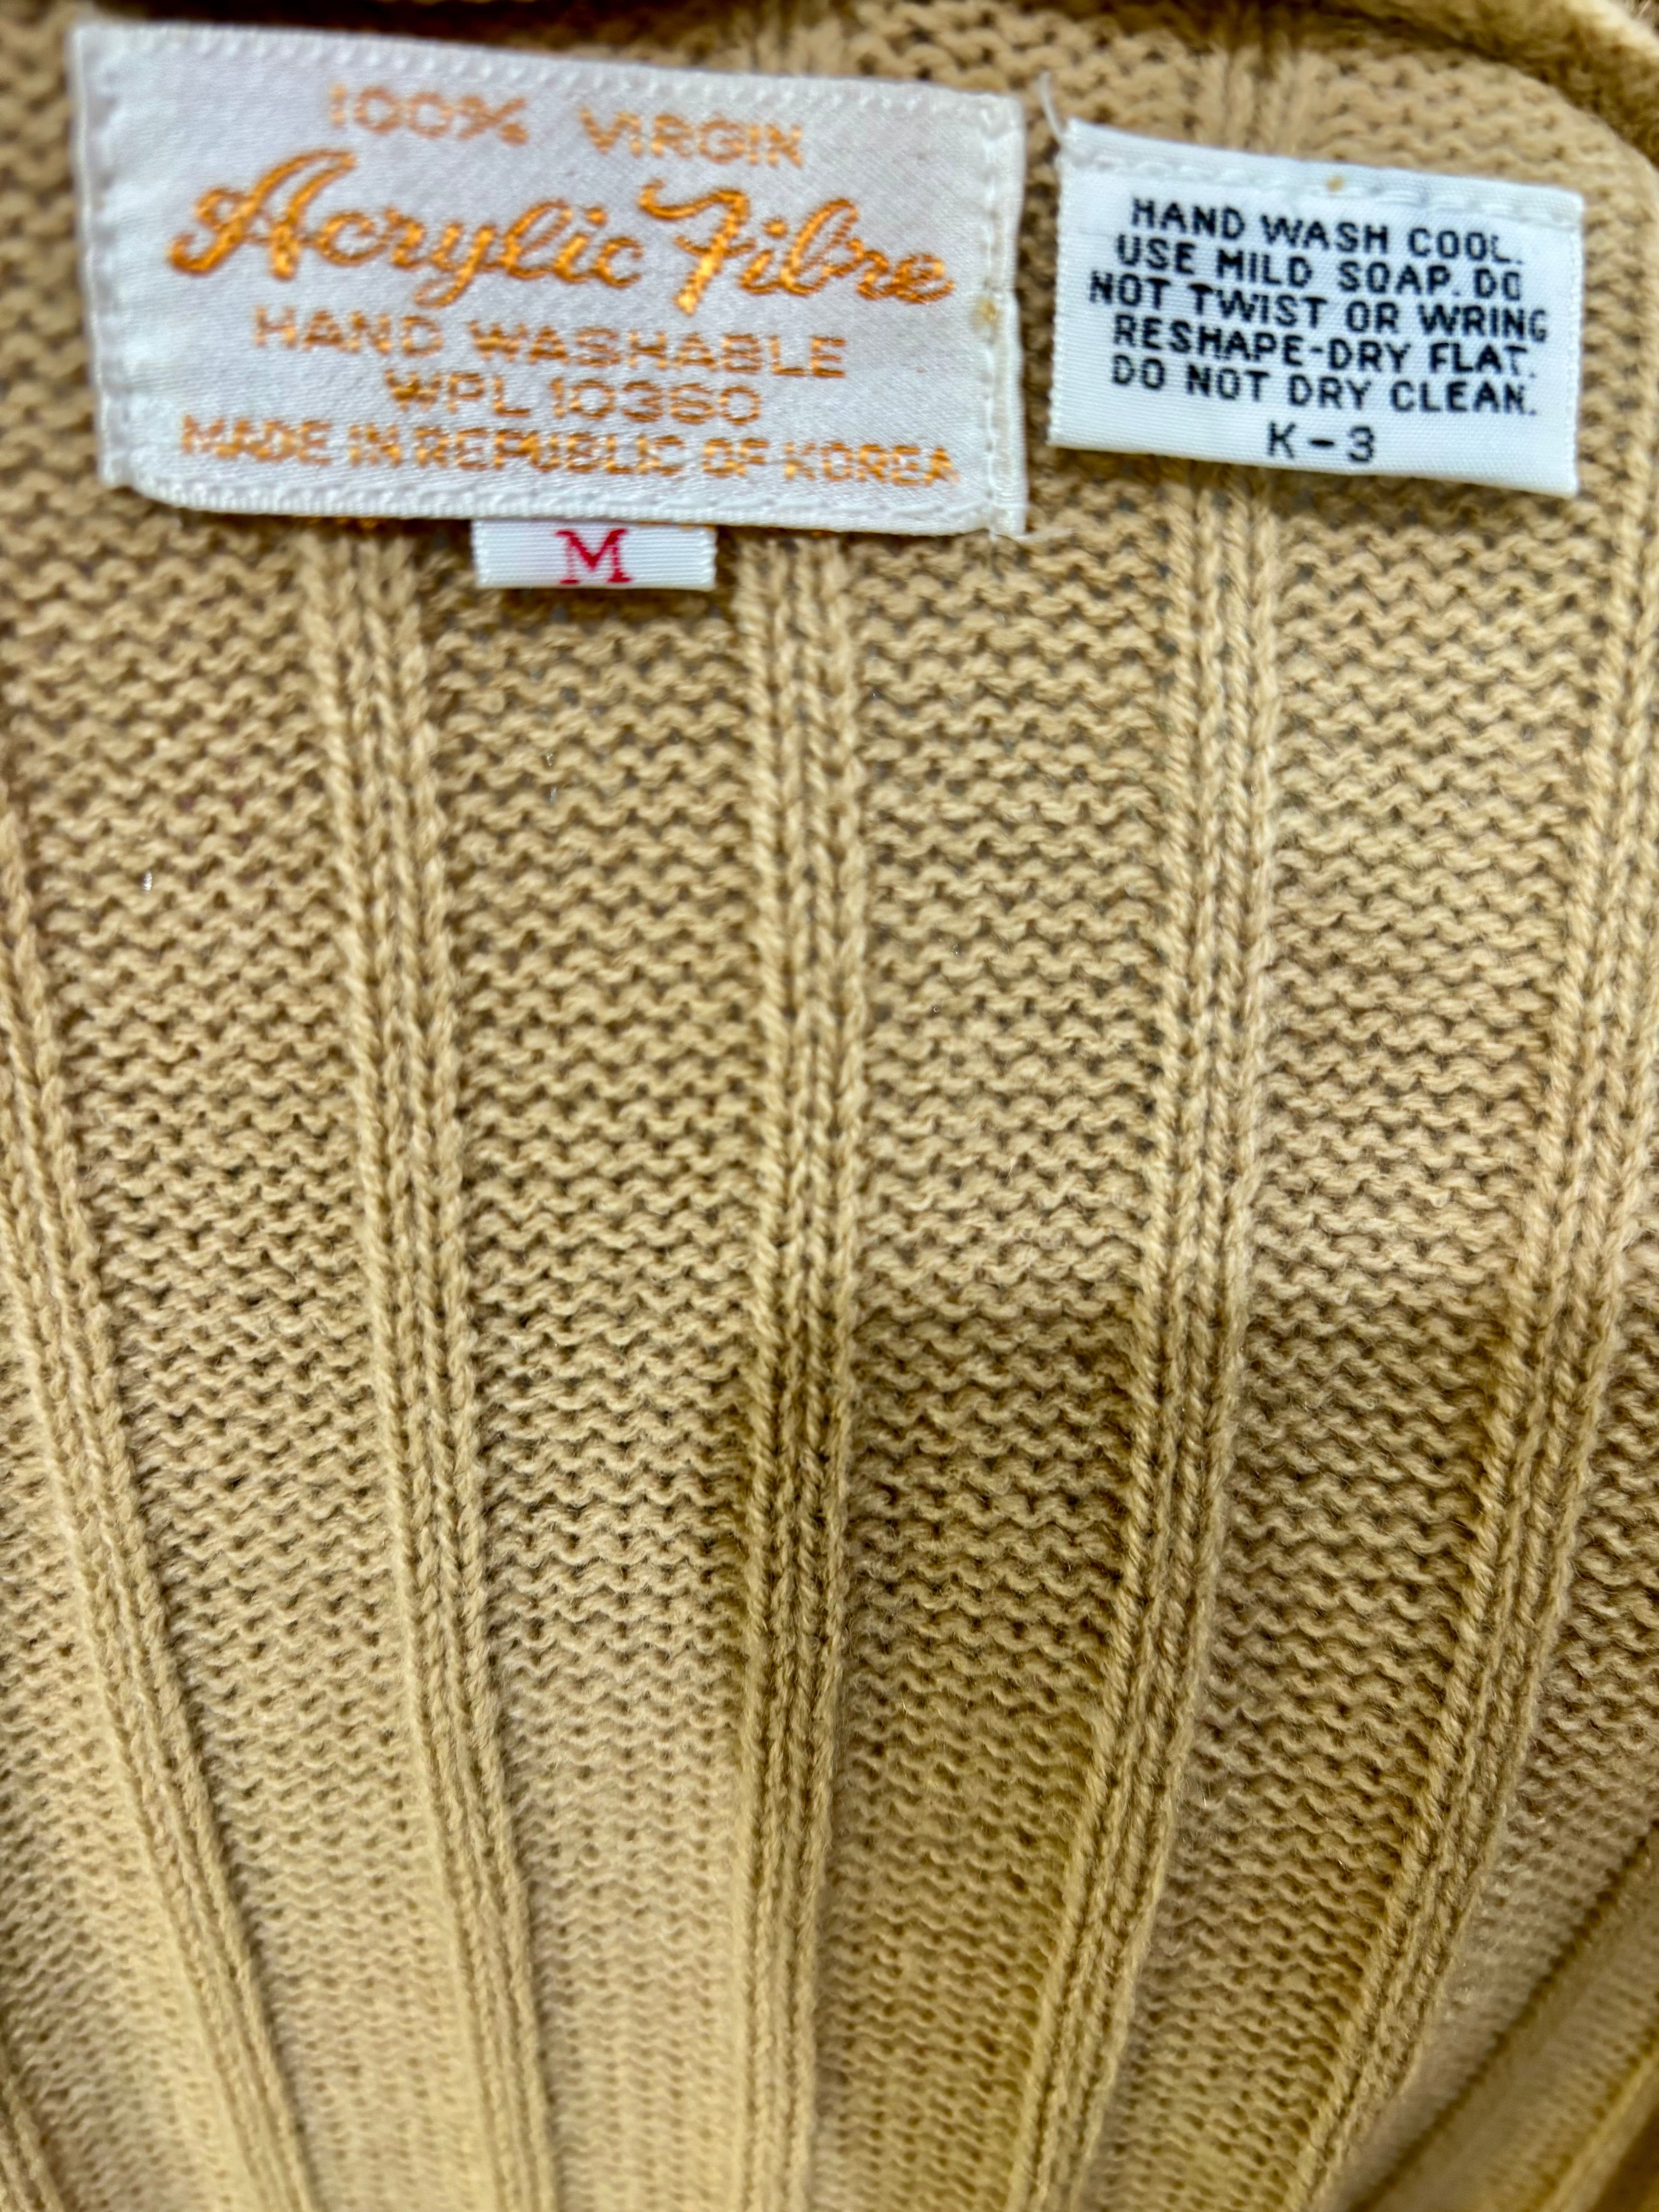 100% VIRGIN
Acrylic Fibre
HAND WASHABLE
WPL 10360
MADE IN REPUBLIC OF KOREA
M
HAND WASH COOL.
USE MILD SOAP. DO
NOT TWIST OR WRING
RESHAPE-DRY FLAT.
DO NOT DRY CLEAN.
K-3